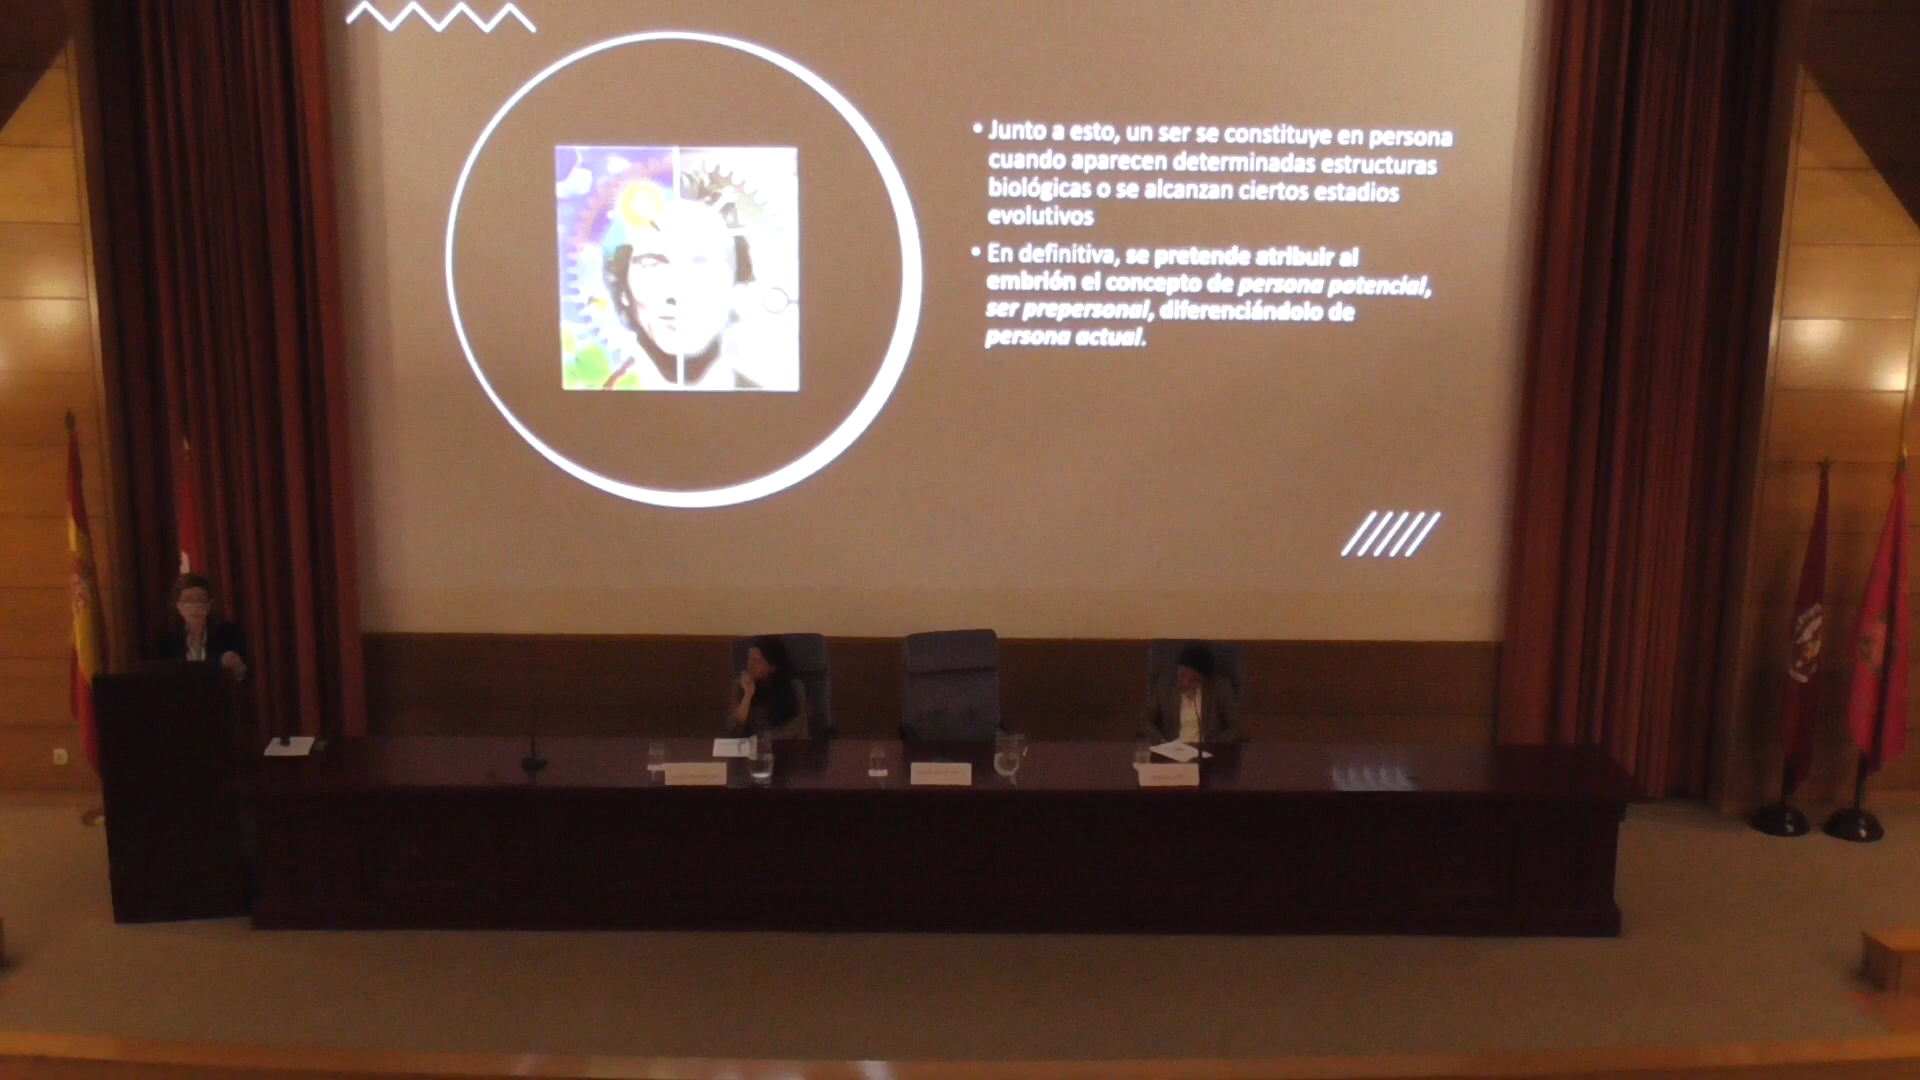 • Junto a esto, un ser se constituye en persona
cuando aparecen determinadas estructuras
biológicas o se alcanzan ciertos estadios
evolutivos
• En definitiva, se pretende atribuir al
embrión el concepto de persona potencial,
ser prepersonal, diferenciándolo de
persona actual.